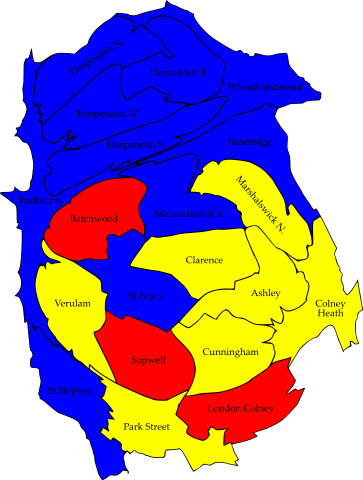 Harpenden N.
Harpenden E.
Wheathampstead
Harpenden W.
Harpenden S.
Sandridge
Redbourn
Marshalswick N.
Batchwood
Marshalswick S.
Clarence
St Peters
Ashley
Verulam
Colney
Heath
Sopwell
Cunningham
St Stephen
London Colney
Park Street